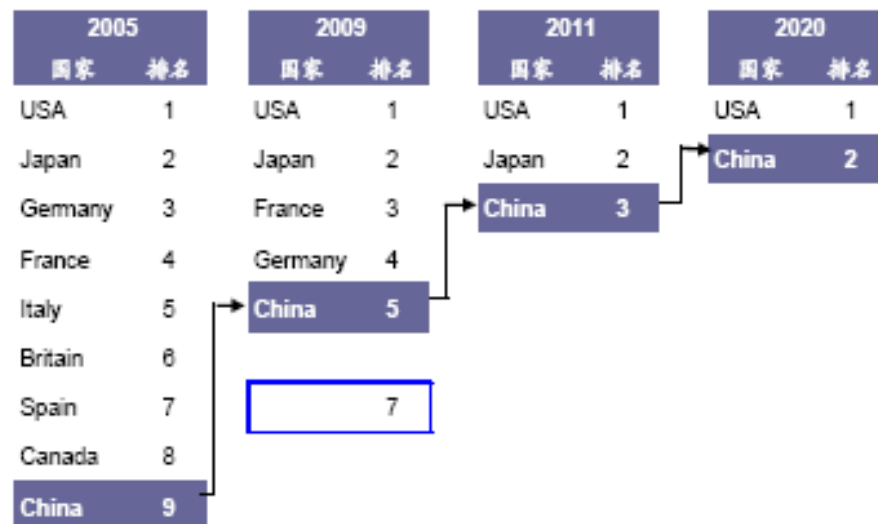 2005 2009 2011 2020
国家 排名 国家 排名 国家 排名 国家 排名
USA 1 USA 1 USA 1 USA 1
Japan 2 Japan 2 Japan 2 China 2
Germany 3 France 3 China 3
France 4 Germany 4
Italy 5 China 5
Britain 6
Spain 7 7
Canada 8
China 9